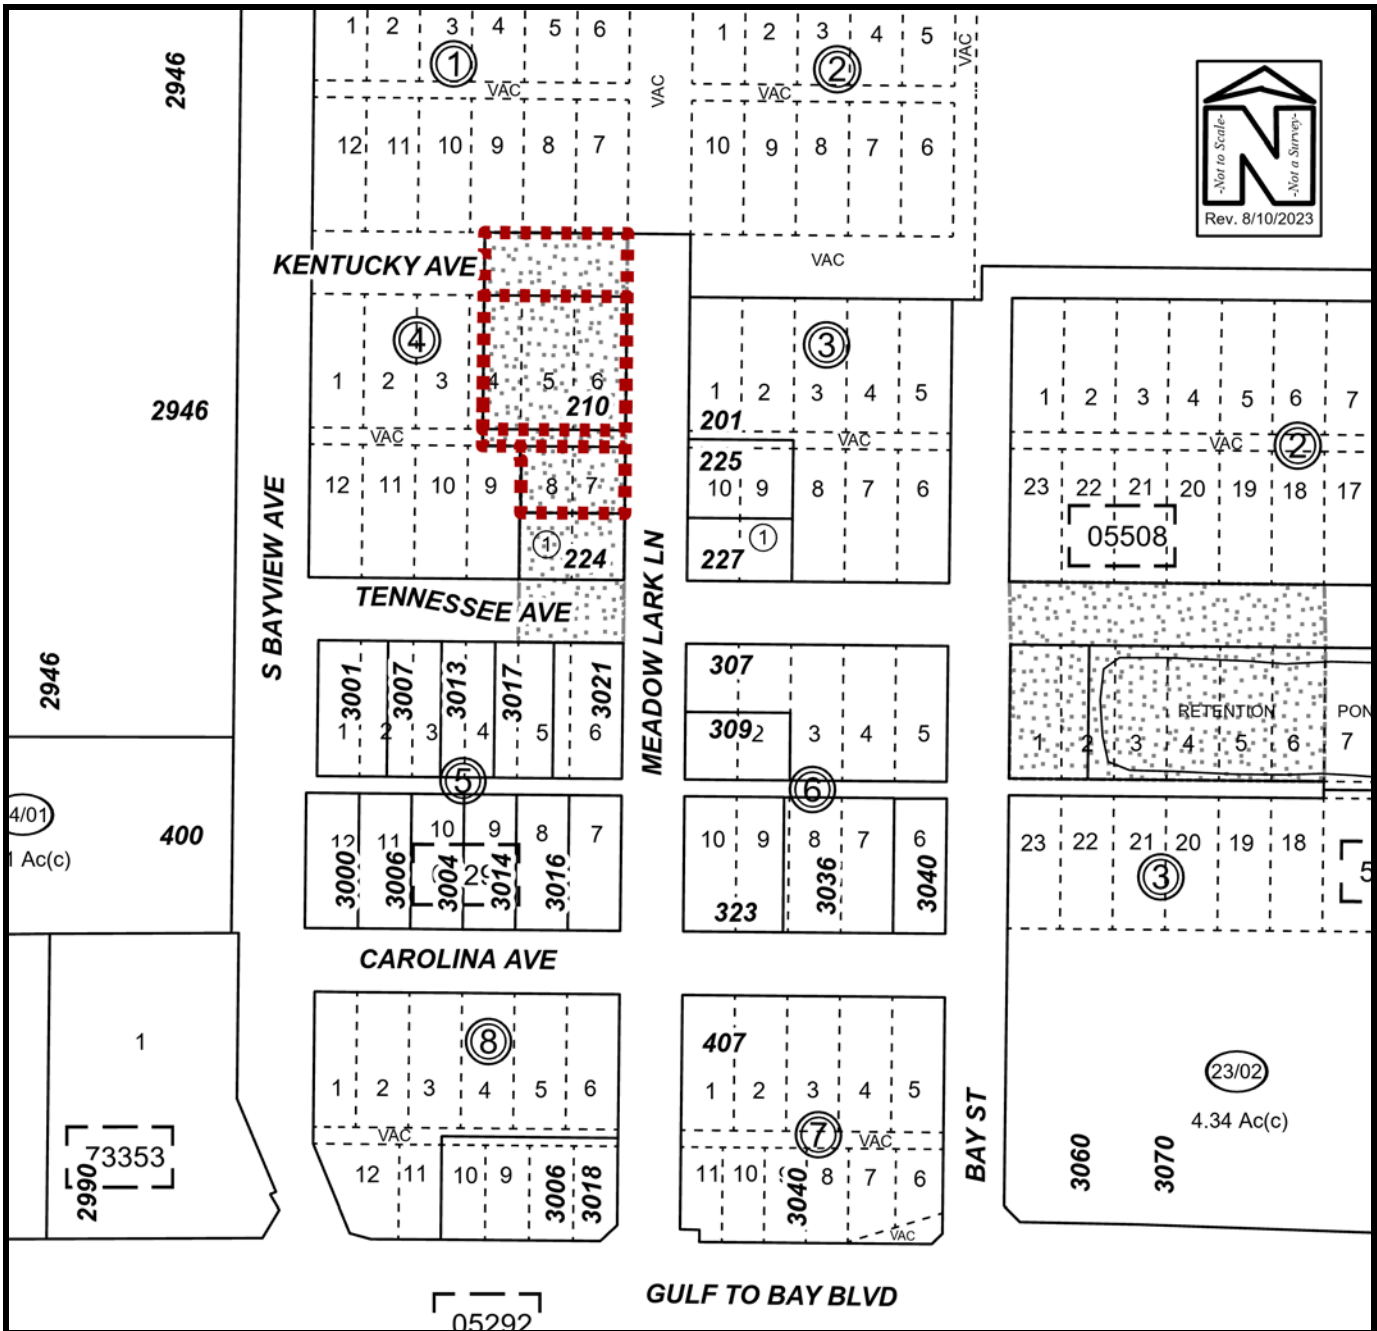 1 2 3 4 5 6
1 2 3 4 5
VAC
1
2
2946
VAC
VAC
VAC
-Not to Scale-
N
-Not a Survey-
Rev. 8/10/2023
12 11 10 9 8 7
10 9 8 7 6
KENTUCKY AVE
VAC
4
3
1 2 3 4 5 6
210
1 2 3 4 5
201
1 2 3 4 5 6 7
2946
VAC
VAC
VAC
2
12 11 10 9 8 7
225
10 9 8 7 6
23 22 21 20 19 18 17
05508
S BAYVIEW AVE
1
224
227
1
MEADOW LARK LN
TENNESSEE AVE
2946
3001
3007
3013
3017
3021
1 2 3 4 5 6
307
309
2 3 4 5
RETENTION
PON
1 2 3 4 5 6 7
5
6
4/01
1 Ac(c)
400
12 11 10 9 8 7
3000
3006
3004
3014
3016
10 9 8 7 6
323
3036
3040
23 22 21 20 19 18
3
5
CAROLINA AVE
1
8
1 2 3 4 5 6
407
1 2 3 4 5
BAY ST
23/02
4.34 Ac(c)
VAC
7
VAC
73353
2990
12 11 10 9
3006
3018
11 10 9 8 7 6
3040
VAC
3060
3070
GULF TO BAY BLVD
05292